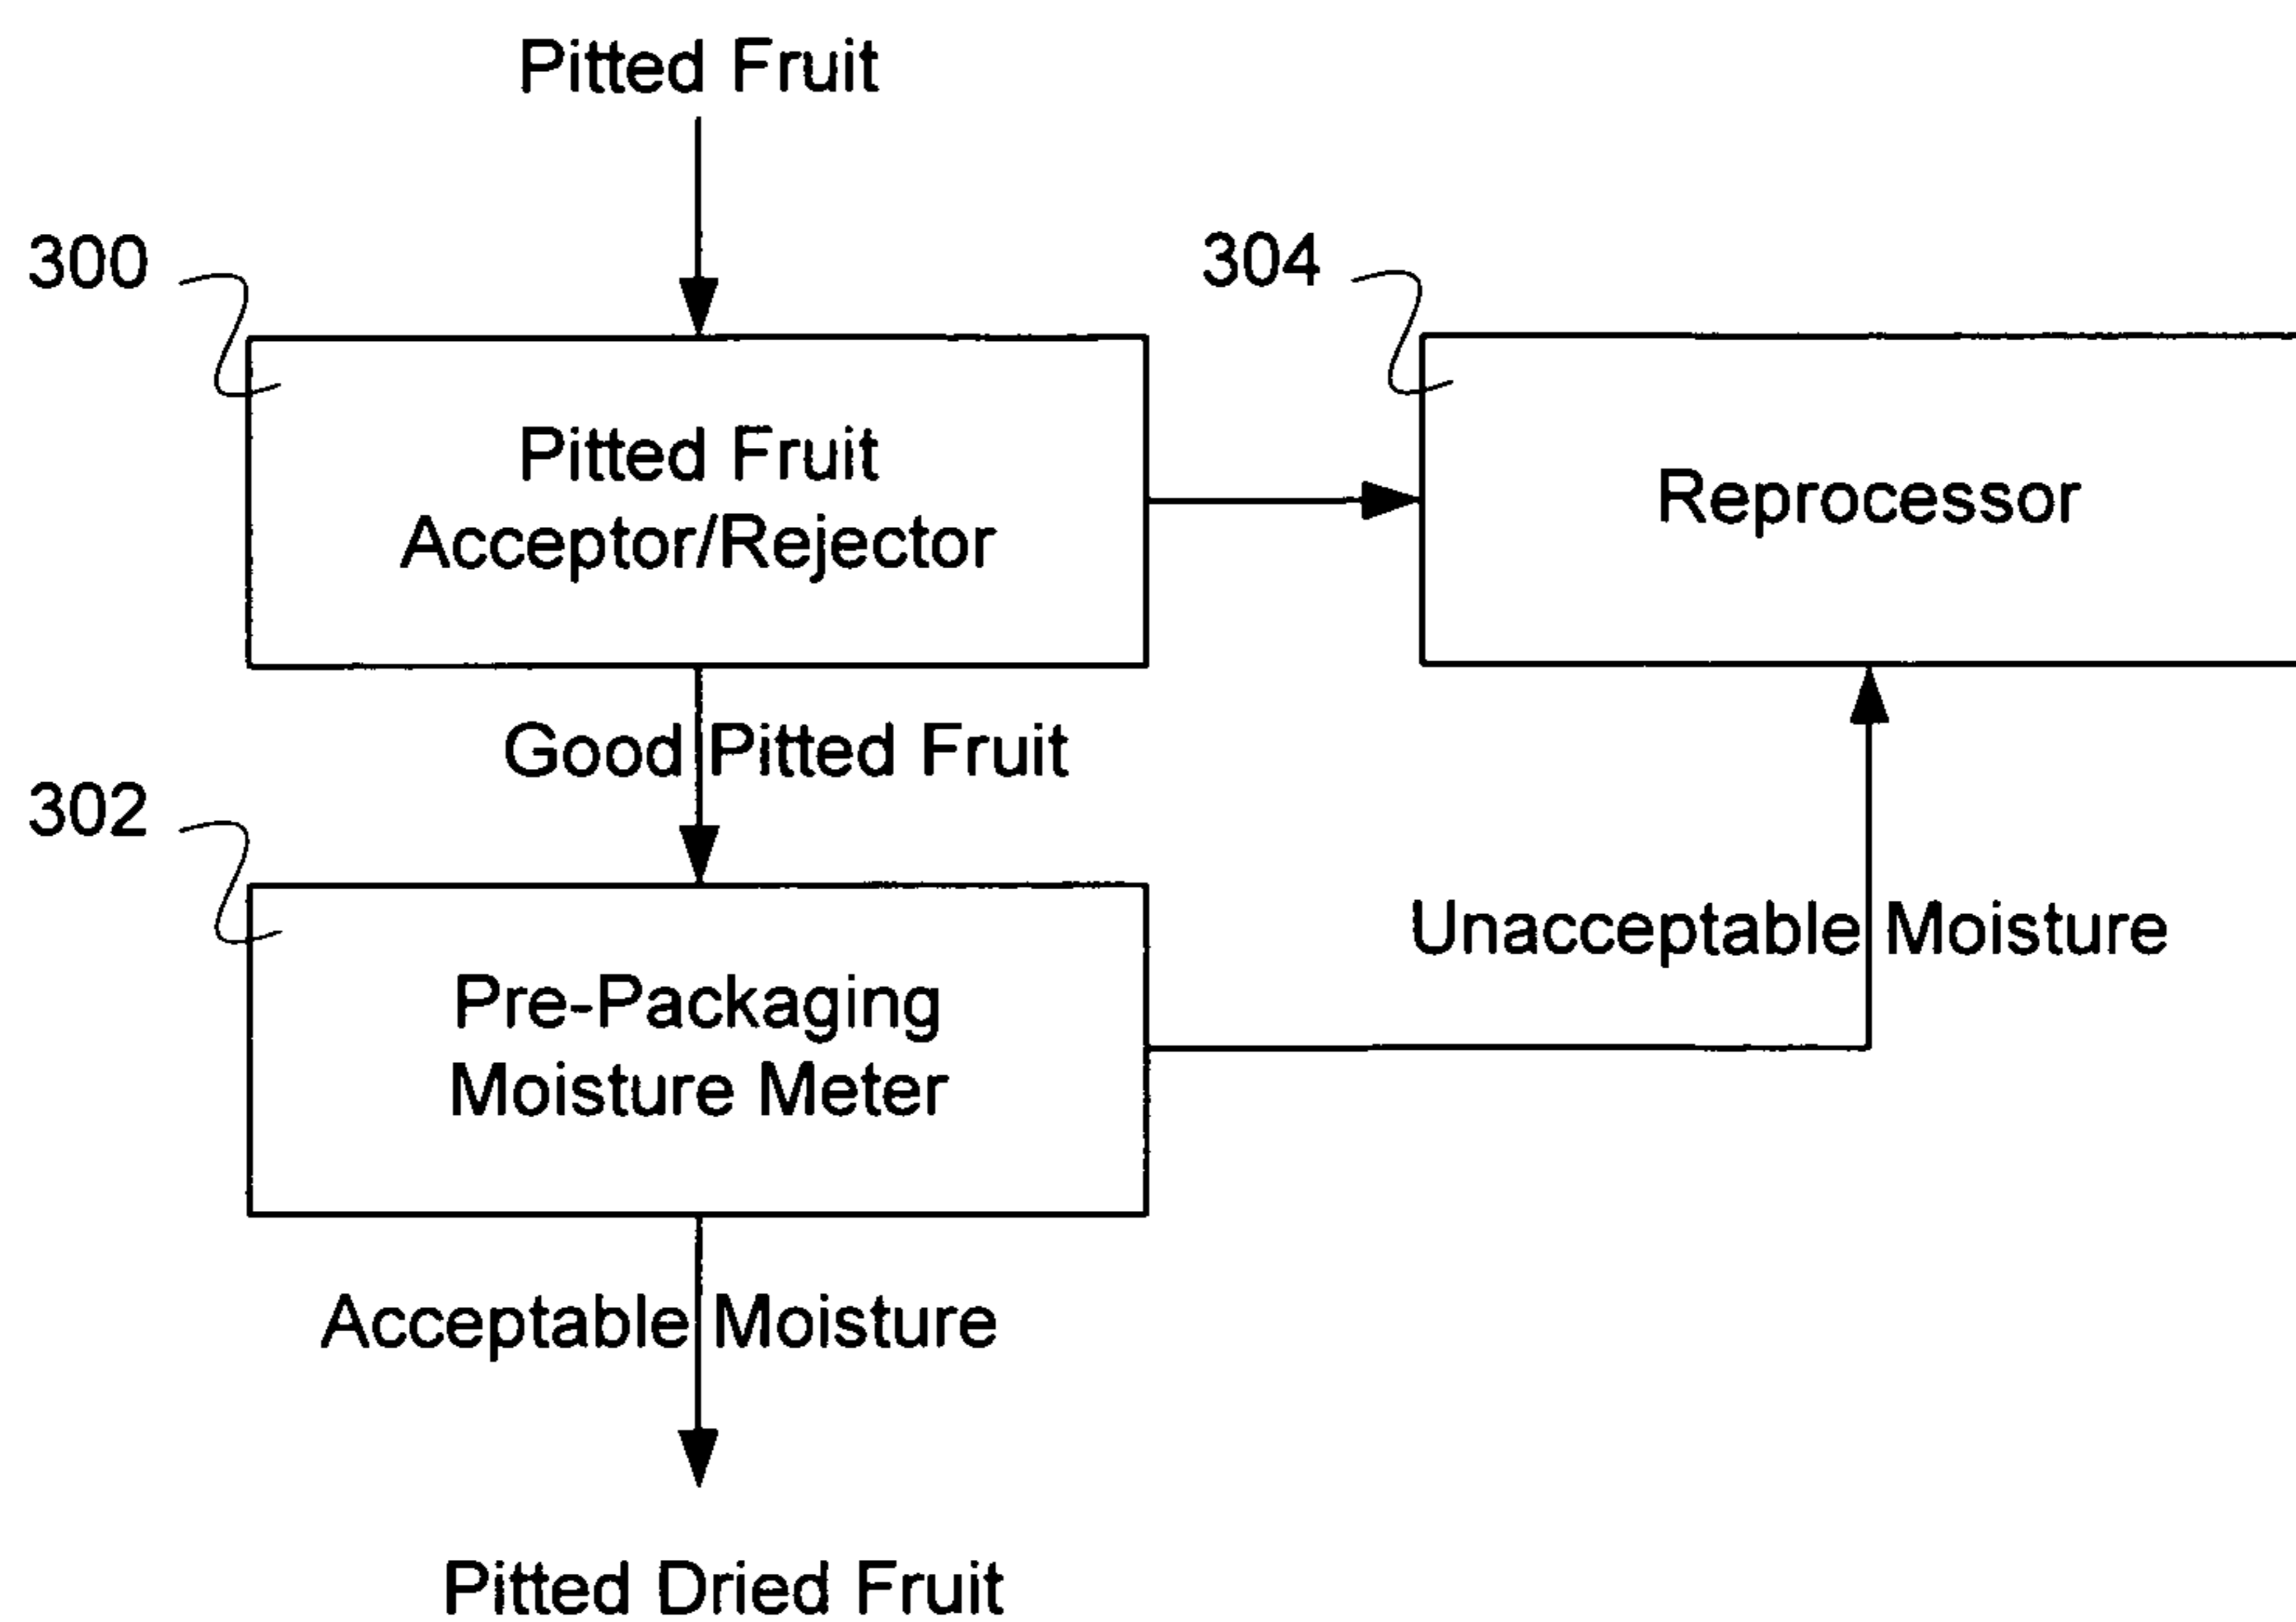 Pitted Fruit
300
304
Pitted Fruit
Acceptor/Rejector
Reprocessor
Good Pitted Fruit
302
Unacceptable Moisture
Pre-Packaging
Moisture Meter
Acceptable Moisture
Pitted Dried Fruit